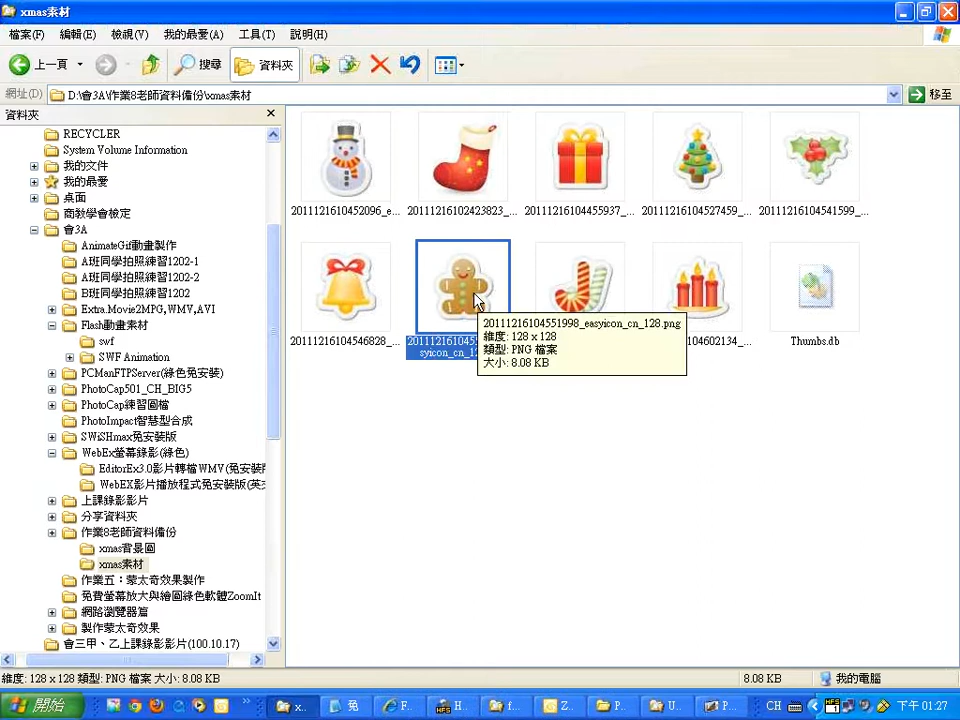 xmas素材
檔案(F) 編輯(E) 檢視(V) 我的最愛(A) 工具(T) 說明(H)
上一頁 搜尋 資料夾
網址(D) D:\會3A\作業8老師資料備份\xmas素材 移至
資料夾
RECYCLER
System Volume Information
我的文件
我的最愛
桌面
商教學會檢定
會3A
AnimateGif動畫製作
A班同學拍照練習1202-1
A班同學拍照練習1202-2
B班同學拍照練習1202
Extra.Movie2MPG,WMV,AVI
Flash動畫素材
swf
SWF Animation
PCManFTPServer(綠色免安裝)
PhotoCap501_CH_BIG5
PhotoCap練習圖檔
PhotoImpact智慧型合成
SWiSHmax免安裝版
WebEx螢幕錄影(綠色)
EditorEx3.0影片轉檔WMV(免安裝
WebEX影片播放程式免安裝版(英
上課錄影影片
分享資料夾
作業8老師資料備份
xmas背景圖
xmas素材
作業五：蒙太奇效果製作
免費螢幕放大與繪圖綠色軟體ZoomIt
網路瀏覽器篇
製作蒙太奇效果
會三甲、乙上課錄影影片(100.10.17)
2011121610452096_e... 20111216102423823_... 20111216104455937_... 20111216104527459_... 20111216104541599_...
20111216104546828_... 2011121610455 104602134_... Thumbs.db
syicon_cn_12
20111216104551998_easyicon_cn_128.png
維度: 128 x 128
類型: PNG 檔案
大小: 8.08 KB
維度: 128 x 128 類型: PNG 檔案 大小: 8.08 KB 8.08 KB 我的電腦
開始 x.. 免 F. H. f... Z.. P.. U.. P.. CH 下午 01:27